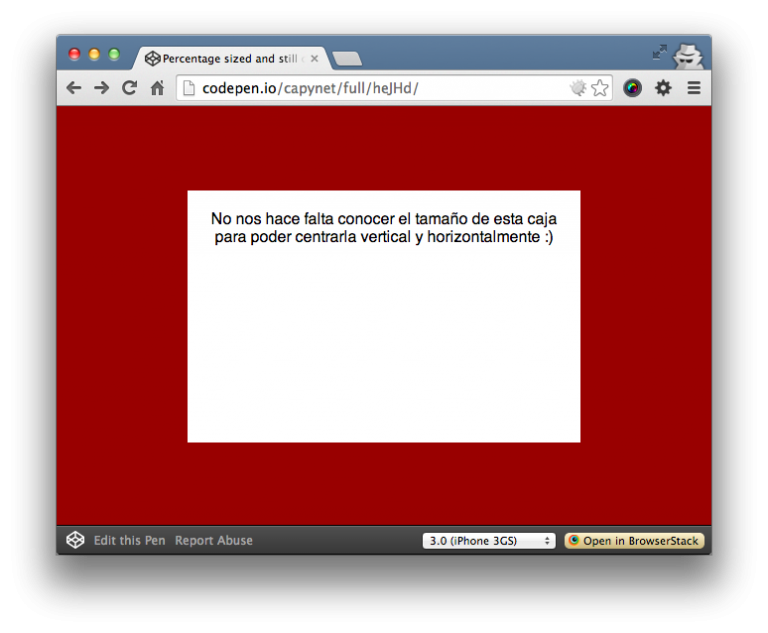 Percentage sized and still
codepen.io/capynet/full/heJHd/
No nos hace falta conocer el tamaño de esta caja
para poder centrarla vertical y horizontalmente :)
Edit this Pen Report Abuse 3.0 (iPhone 3GS) Open in BrowserStack